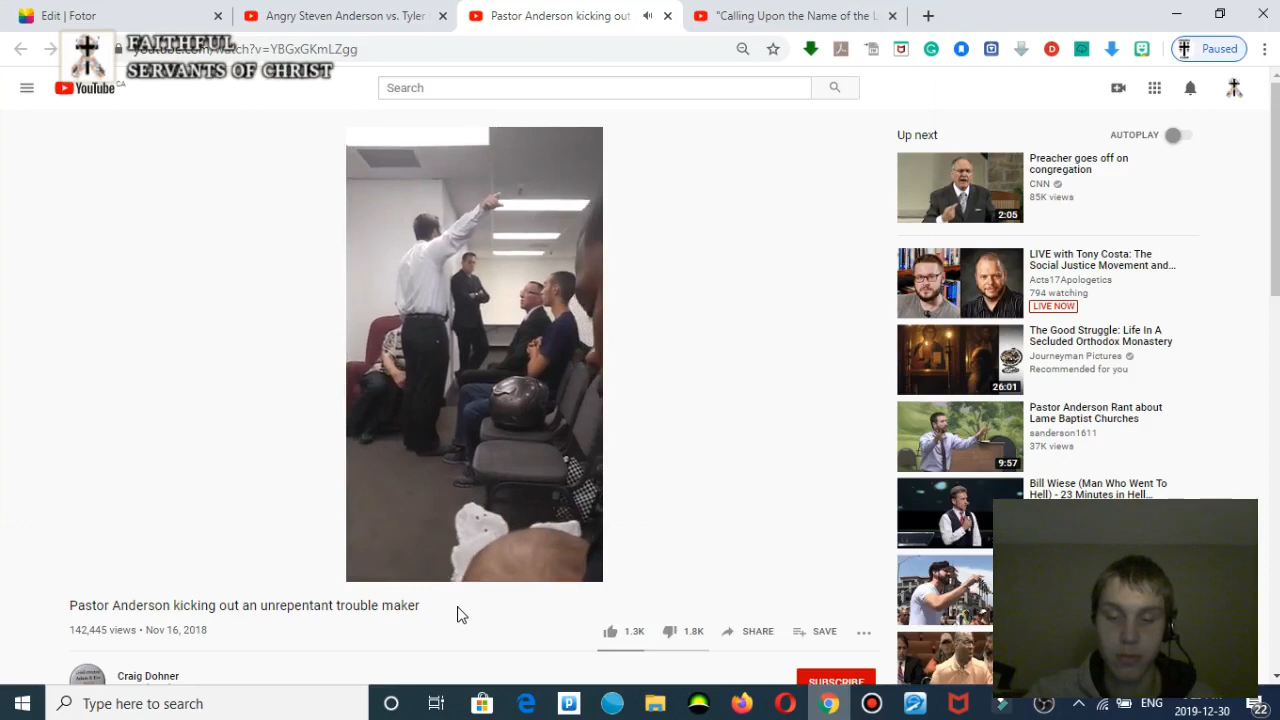 Edit | Fotor
Angry Steven Anderson vs. Tyler
Pastor Anderson kicking out
Calling Upon the Name of the L
FAITHFUL
SERVANTS OF CHRIST
youtube.com/watch?v=YBGxGKmLZgg
Paused
YouTube CA
Search
Up next
AUTOPLAY
Preacher goes off on
congregation
CNN
85K views
2:05
LIVE with Tony Costa: The
Social Justice Movement and...
Acts17Apologetics
794 watching
LIVE NOW
The Good Struggle: Life In A
Secluded Orthodox Monastery
Journeyman Pictures
Recommended for you
26:01
Pastor Anderson Rant about
Lame Baptist Churches
sanderson1611
37K views
9:57
Bill Wiese (Man Who Went To
Hell) - 23 Minutes in Hell...
Pastor Anderson kicking out an unrepentant trouble maker
142,445 views • Nov 16, 2018
1.3K
1.8K
SHARE
SAVE
Craig Dohner
SUBSCRIBE
Type here to search
ENG
2019-12-30
22